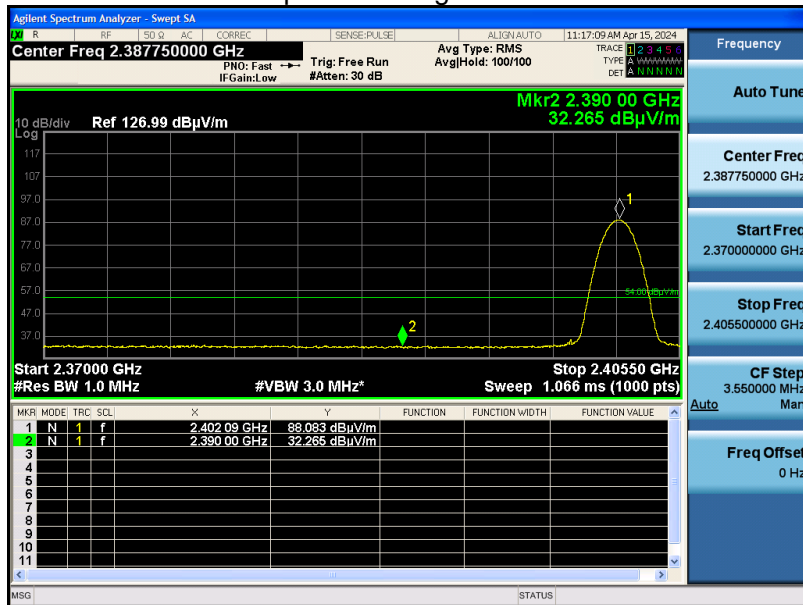 Agilent Spectrum Analyzer - Swept SA
LXI R RF 50 Ω AC CORREC SENSE:PULSE ALIGNAUTO 11:17:09 AM Apr 15, 2024
Center Freq 2.387750000 GHz
PNO: Fast
IFGain:Low
Trig: Free Run
#Atten: 30 dB
Avg Type: RMS
Avg|Hold: 100/100
TRACE 1 2 3 4 5 6
TYPE A
DET A N N N N N
Mkr2 2.390 00 GHz
32.265 dBµV/m
10 dB/div Ref 126.99 dBµV/m
Log
117
107
97.0
87.0
77.0
67.0
57.0
47.0
37.0
1
2
54.00 dBµV/m
Start 2.37000 GHz Stop 2.40550 GHz
#Res BW 1.0 MHz #VBW 3.0 MHz* Sweep 1.066 ms (1000 pts)
MKR MODE TRC SCL X Y FUNCTION FUNCTION WIDTH FUNCTION VALUE
1 N 1 f 2.402 09 GHz 88.083 dBµV/m
2 N 1 f 2.390 00 GHz 32.265 dBµV/m
3
4
5
6
7
8
9
10
11
MSG STATUS
Frequency
Auto Tune
Center Freq
2.387750000 GHz
Start Freq
2.370000000 GHz
Stop Freq
2.405500000 GHz
CF Step
3.550000 MHz
Auto Man
Freq Offset
0 Hz